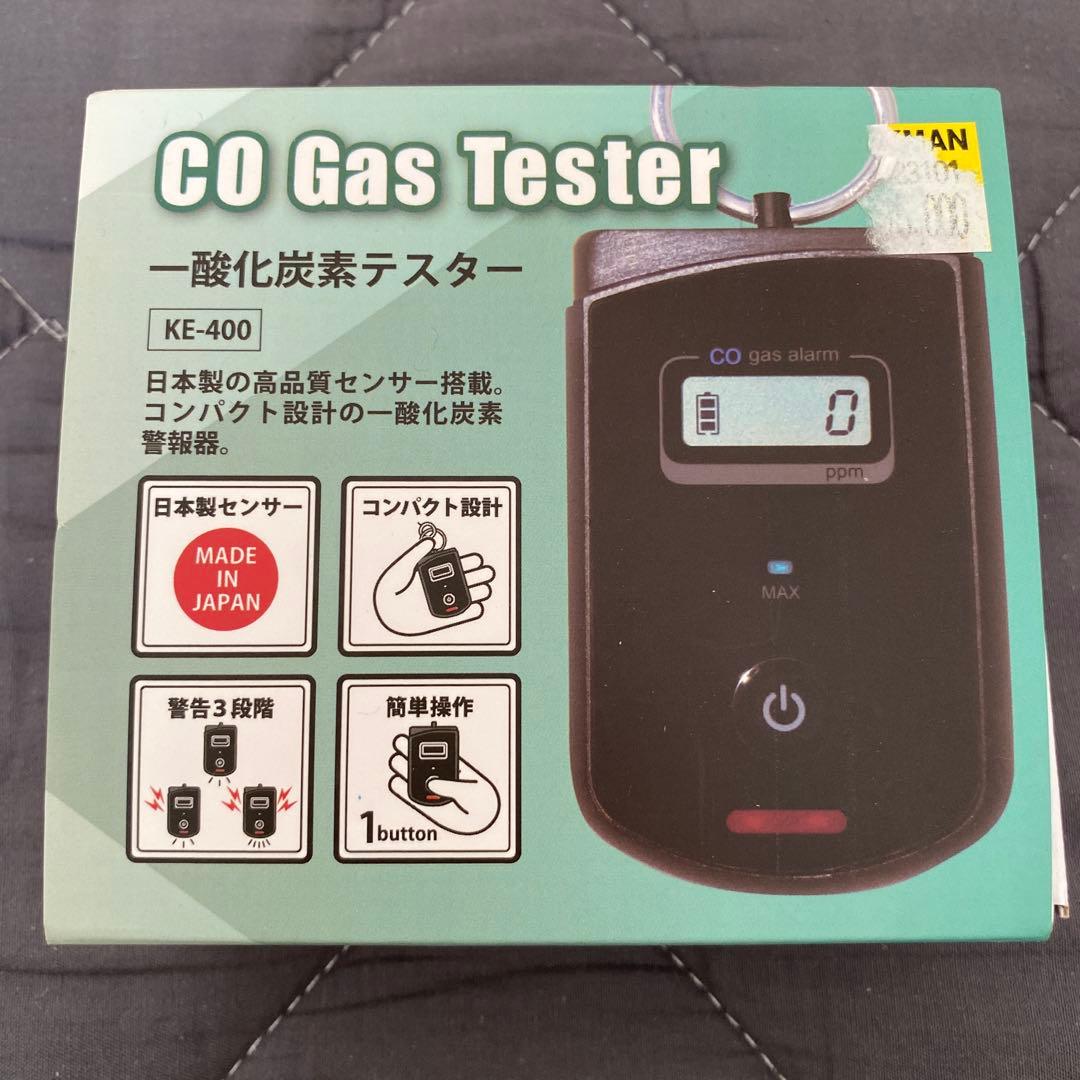 CO Gas Tester
一酸化炭素テスター
KE-400
日本製の高品質センサー搭載。
コンパクト設計の一酸化炭素
警報器。
日本製センサー
MADE
IN
JAPAN
コンパクト設計
警告3段階
簡単操作
1button
CO gas alarm
0
ppm
MAX